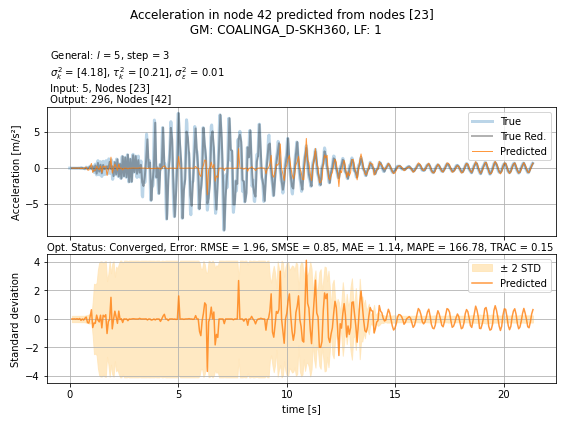 Acceleration in node 42 predicted from nodes [23]
GM: COALINGA_D-SKH360, LF: 1
General: l = 5, step = 3
σ²ₖ = [4.18], τ²ₖ = [0.21], σ²ε = 0.01
Input: 5, Nodes [23]
Output: 296, Nodes [42]
True
True Red.
Predicted
Acceleration [m/s²]
5
0
−5
Opt. Status: Converged, Error: RMSE = 1.96, SMSE = 0.85, MAE = 1.14, MAPE = 166.78, TRAC = 0.15
± 2 STD
Predicted
Standard deviation
4
2
0
−2
−4
0 5 10 15 20
time [s]